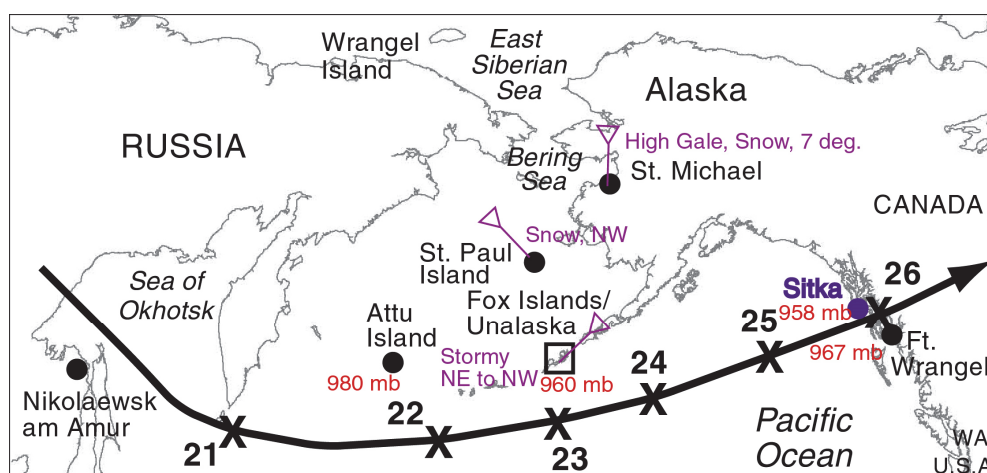 Wrangel
Island
East
Siberian
Sea
Alaska
RUSSIA
Bering
Sea
High Gale, Snow, 7 deg.
St. Michael
CANADA
Snow, NW
St. Paul
Island
Sea of
Okhotsk
Fox Islands/
Unalaska
Sitka
26
Attu
Island
958 mb
25
Stormy
NE to NW
980 mb
960 mb
967 mb
Ft.
Wrangel
24
Nikolaewsk
am Amur
22
21
23
Pacific
Ocean
WA
U.S.A